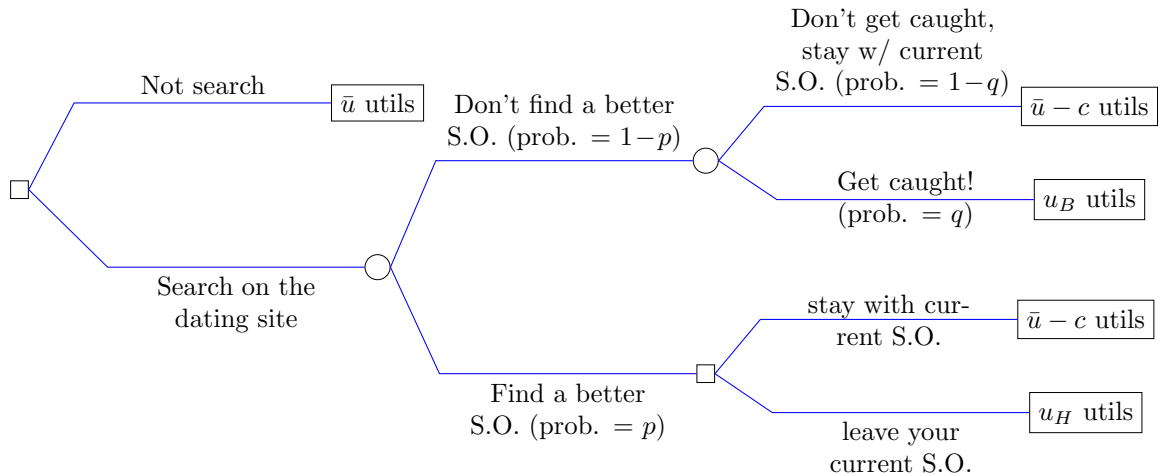 Don't get caught,
stay w/ current
S.O. (prob. = 1−q)
ū − c utils
Not search
ū utils
Don't find a better
S.O. (prob. = 1−p)
Get caught!
(prob. = q)
u_B utils
Search on the
dating site
stay with cur-
rent S.O.
ū − c utils
Find a better
S.O. (prob. = p)
u_H utils
leave your
current S.O.